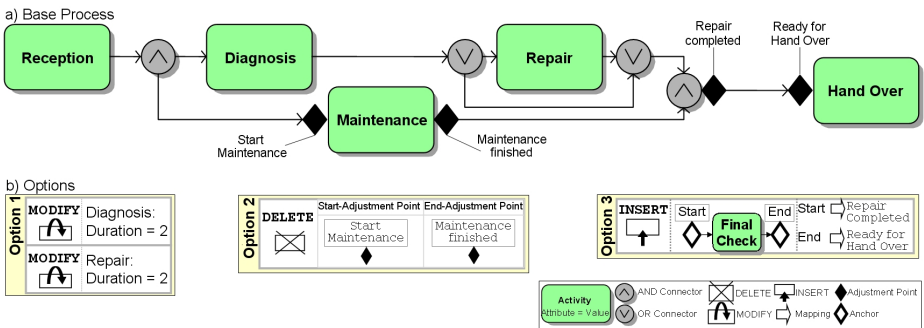 a) Base Process
Reception
Diagnosis
Repair
Repair
completed
Ready for
Hand Over
Hand Over
Maintenance
Start
Maintenance
Maintenance
finished
b) Options
Option 1
MODIFY
Diagnosis:
Duration = 2
MODIFY
Repair:
Duration = 2
Option 2
DELETE
Start-Adjustment Point
End-Adjustment Point
Start
Maintenance
Maintenance
finished
Option 3
INSERT
Start
Final
Check
End
Start
Repair
Completed
End
Ready for
Hand Over
Activity
Attribute = Value
AND Connector
OR Connector
DELETE
MODIFY
INSERT
Mapping
Adjustment Point
Anchor